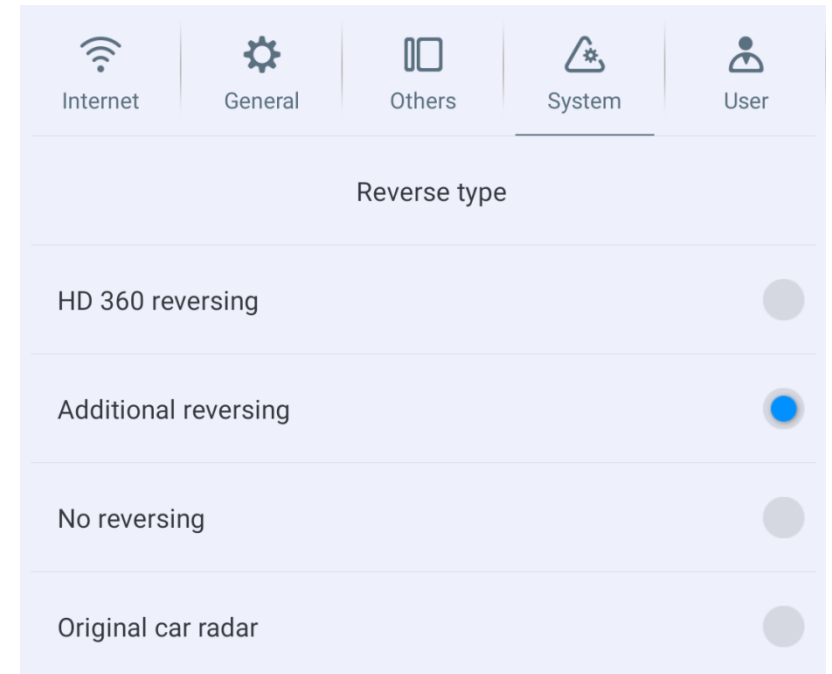 Internet
General
Others
System
User
Reverse type
HD 360 reversing
Additional reversing
No reversing
Original car radar